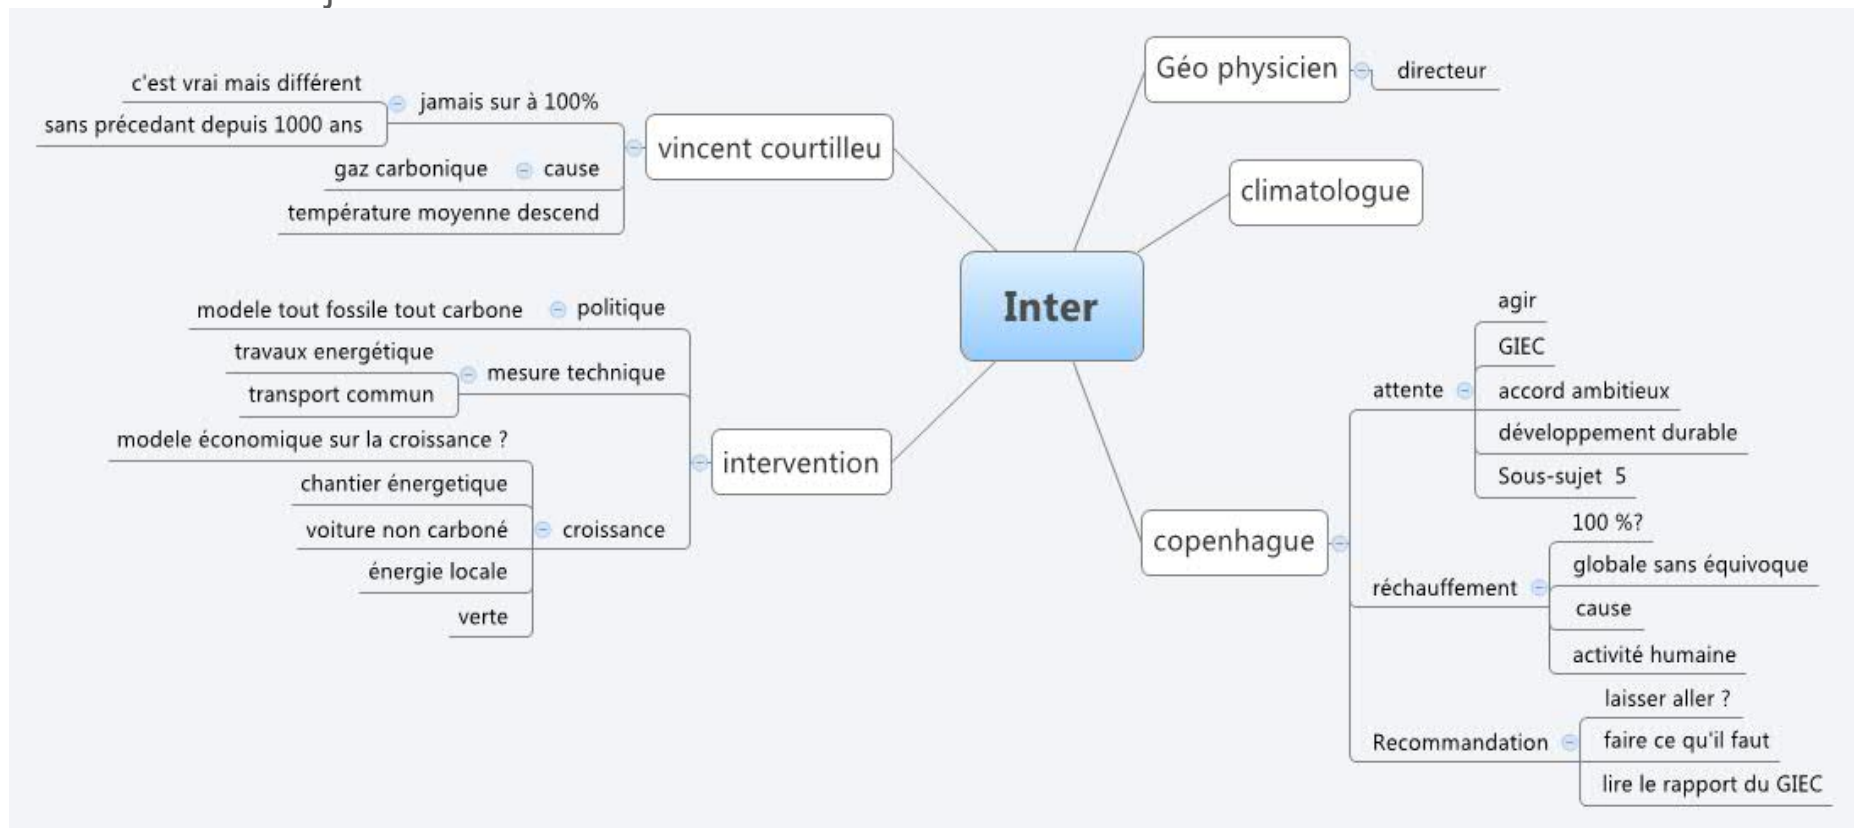 Inter
Géo physicien
directeur
climatologue
copenhague
attente
agir
GIEC
accord ambitieux
développement durable
Sous-sujet 5
réchauffement
100 %?
globale sans équivoque
cause
activité humaine
Recommandation
laisser aller ?
faire ce qu'il faut
lire le rapport du GIEC
vincent courtilleu
jamais sur à 100%
c'est vrai mais différent
sans précedant depuis 1000 ans
cause
gaz carbonique
température moyenne descend
intervention
politique
modele tout fossile tout carbone
mesure technique
travaux energétique
transport commun
croissance
modele économique sur la croissance ?
chantier énergetique
voiture non carboné
énergie locale
verte